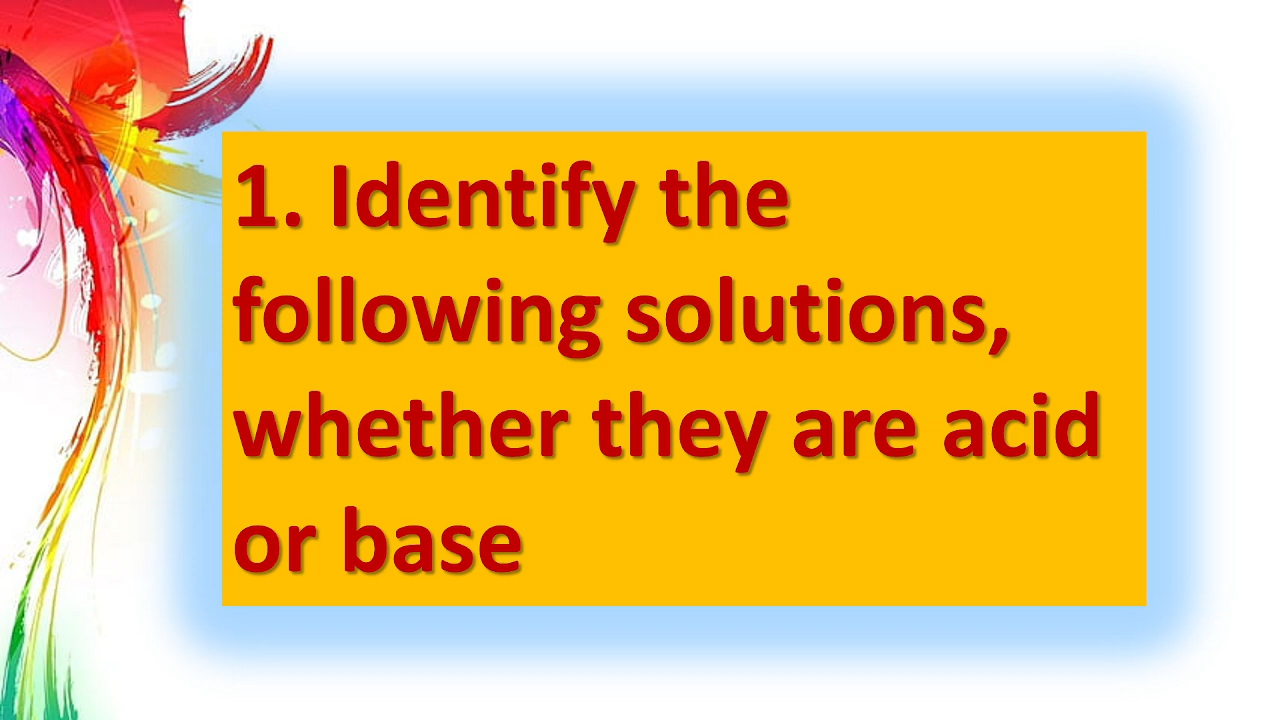 1. Identify the
following solutions,
whether they are acid
or base